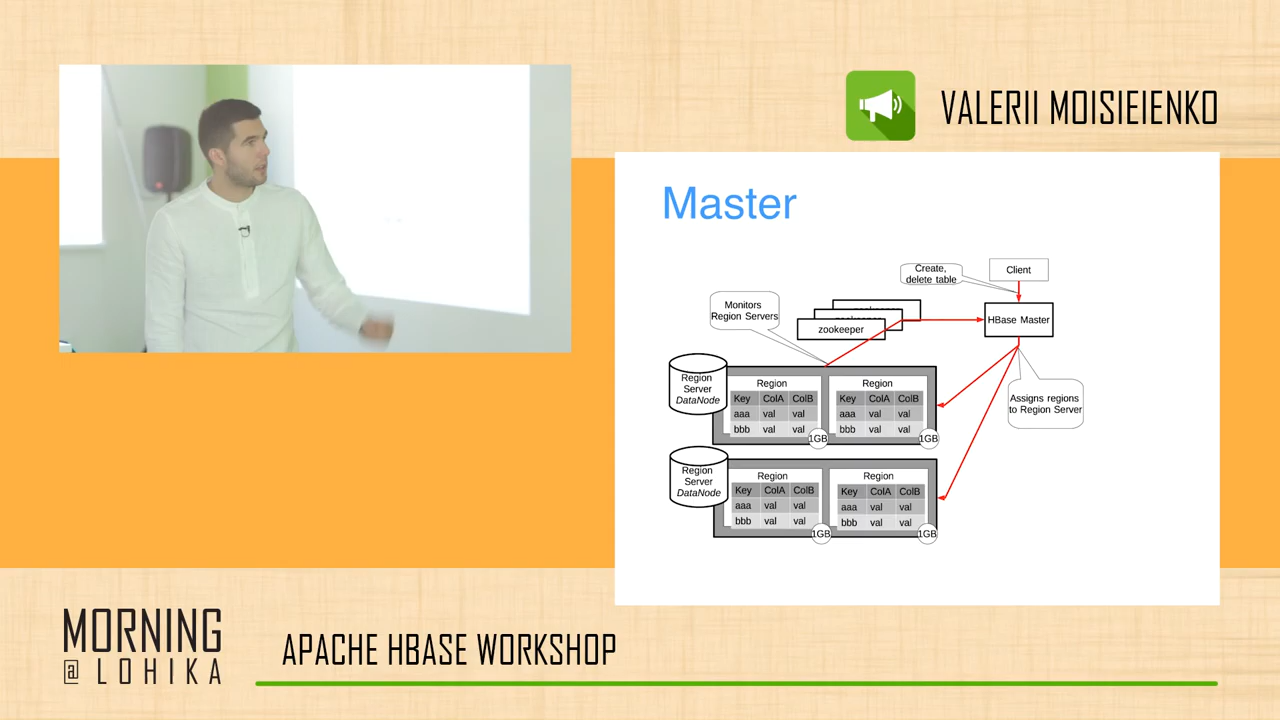 VALERII MOISIEIENKO
Master
Client
Create,
delete table
Monitors
Region Servers
zookeeper
HBase Master
Assigns regions
to Region Server
Region
Server
DataNode
Region
Key ColA ColB
aaa val val
bbb val val
1GB
Region
Key ColA ColB
aaa val val
bbb val val
1GB
Region
Server
DataNode
Region
Key ColA ColB
aaa val val
bbb val val
1GB
Region
Key ColA ColB
aaa val val
bbb val val
1GB
MORNING
@ LOHIKA
APACHE HBASE WORKSHOP